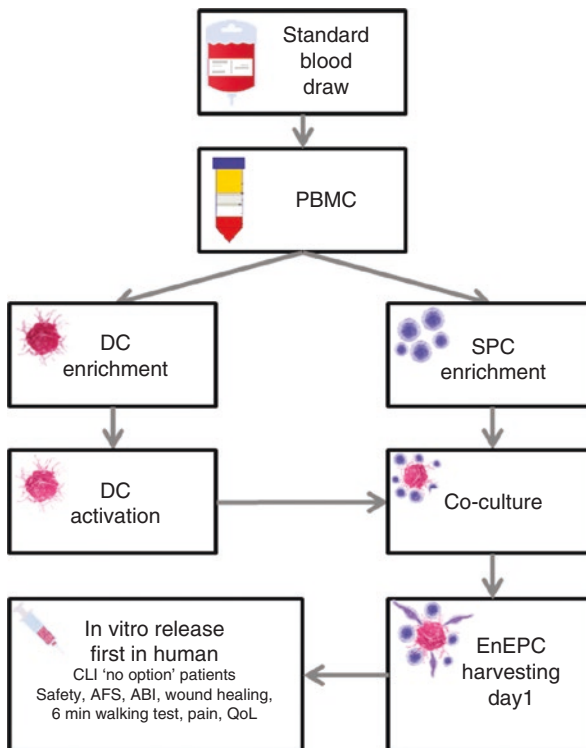 Standard
blood
draw
PBMC
DC
enrichment
SPC
enrichment
DC
activation
Co-culture
EnEPC
harvesting
day1
In vitro release
first in human
CLI ‘no option’ patients
Safety, AFS, ABI, wound healing,
6 min walking test, pain, QoL